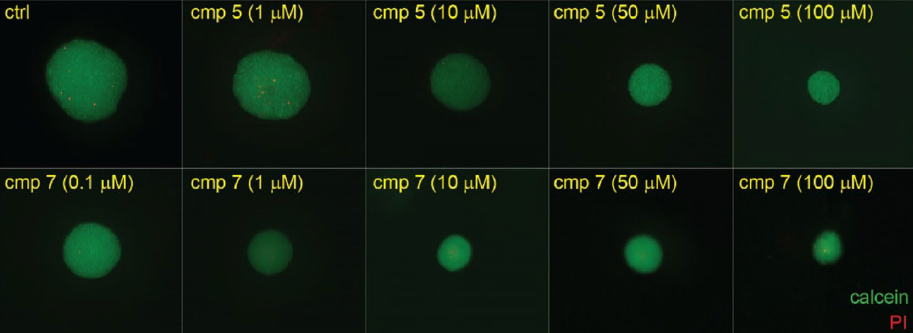 ctrl
cmp 5 (1 μM)
cmp 5 (10 μM)
cmp 5 (50 μM)
cmp 5 (100 μM)
cmp 7 (0.1 μM)
cmp 7 (1 μM)
cmp 7 (10 μM)
cmp 7 (50 μM)
cmp 7 (100 μM)
calcein
PI